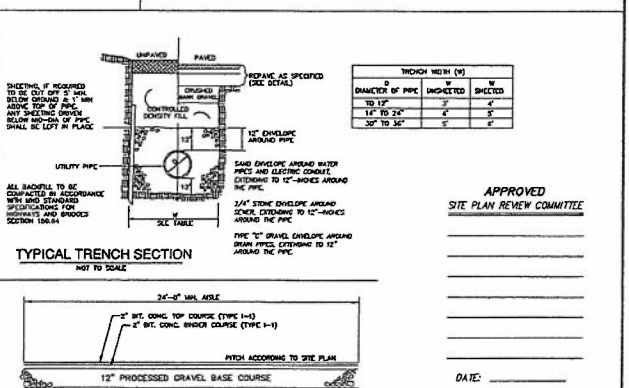 UNPAVED
PAVED
SHEETING, IF REQUIRED
TO BE CUT OFF 5' MIN.
BELOW GROUND & 1' MIN
ABOVE TOP OF PIPE.
ANY SHEETING DRIVEN
BELOW MID-DIA OF PIPE
SHALL BE LEFT IN PLACE
REPAVE AS SPECIFIED
(SEE DETAIL)
CRUSHED
BANK GRAVEL
CONTROLLED
DENSITY FILL
12" ENVELOPE
AROUND PIPE
12"
UTILITY PIPE
12"
SAND ENVELOPE AROUND WATER
PIPES AND ELECTRIC CONDUIT,
EXTENDING TO 12"-INCHES AROUND
THE PIPE.
ALL BACKFILL TO BE
COMPACTED IN ACCORDANCE
WITH MHD STANDARD
SPECIFICATIONS FOR
HIGHWAYS AND BRIDGES
SECTION 150.64
3/4" STONE ENVELOPE AROUND
SEWER, EXTENDING TO 12"-INCHES
AROUND THE PIPE
TYPE "C" GRAVEL ENVELOPE AROUND
DRAIN PIPES, EXTENDING TO 12"
AROUND THE PIPE
W
SEE TABLE
TYPICAL TRENCH SECTION
NOT TO SCALE
TRENCH WIDTH (W)
D W W
DIAMETER OF PIPE UNSHEETED SHEETED
TO 12" 3' 4'
14" TO 24" 4' 5'
30" TO 36" 5' 6'
APPROVED
SITE PLAN REVIEW COMMITTEE
DATE:
24'-0" MIN. AISLE
2" BIT. CONC. TOP COURSE (TYPE I-1)
2" BIT. CONC. BINDER COURSE (TYPE I-1)
PITCH ACCORDING TO SITE PLAN
12" PROCESSED GRAVEL BASE COURSE